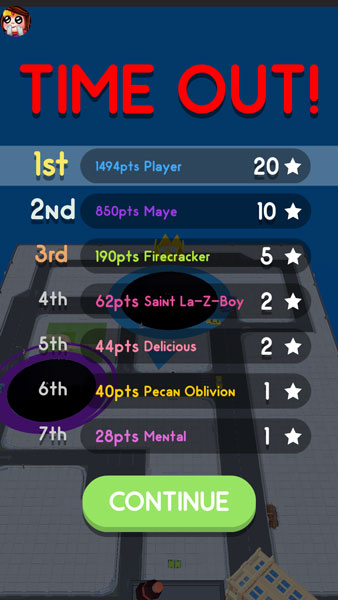 TIME OUT!
1st 1494pts Player 20
2nd 850pts Maye 10
3rd 190pts Firecracker 5
4th 62pts Saint La-Z-Boy 2
5th 44pts Delicious 2
6th 40pts Pecan Oblivion 1
7th 28pts Mental 1
CONTINUE